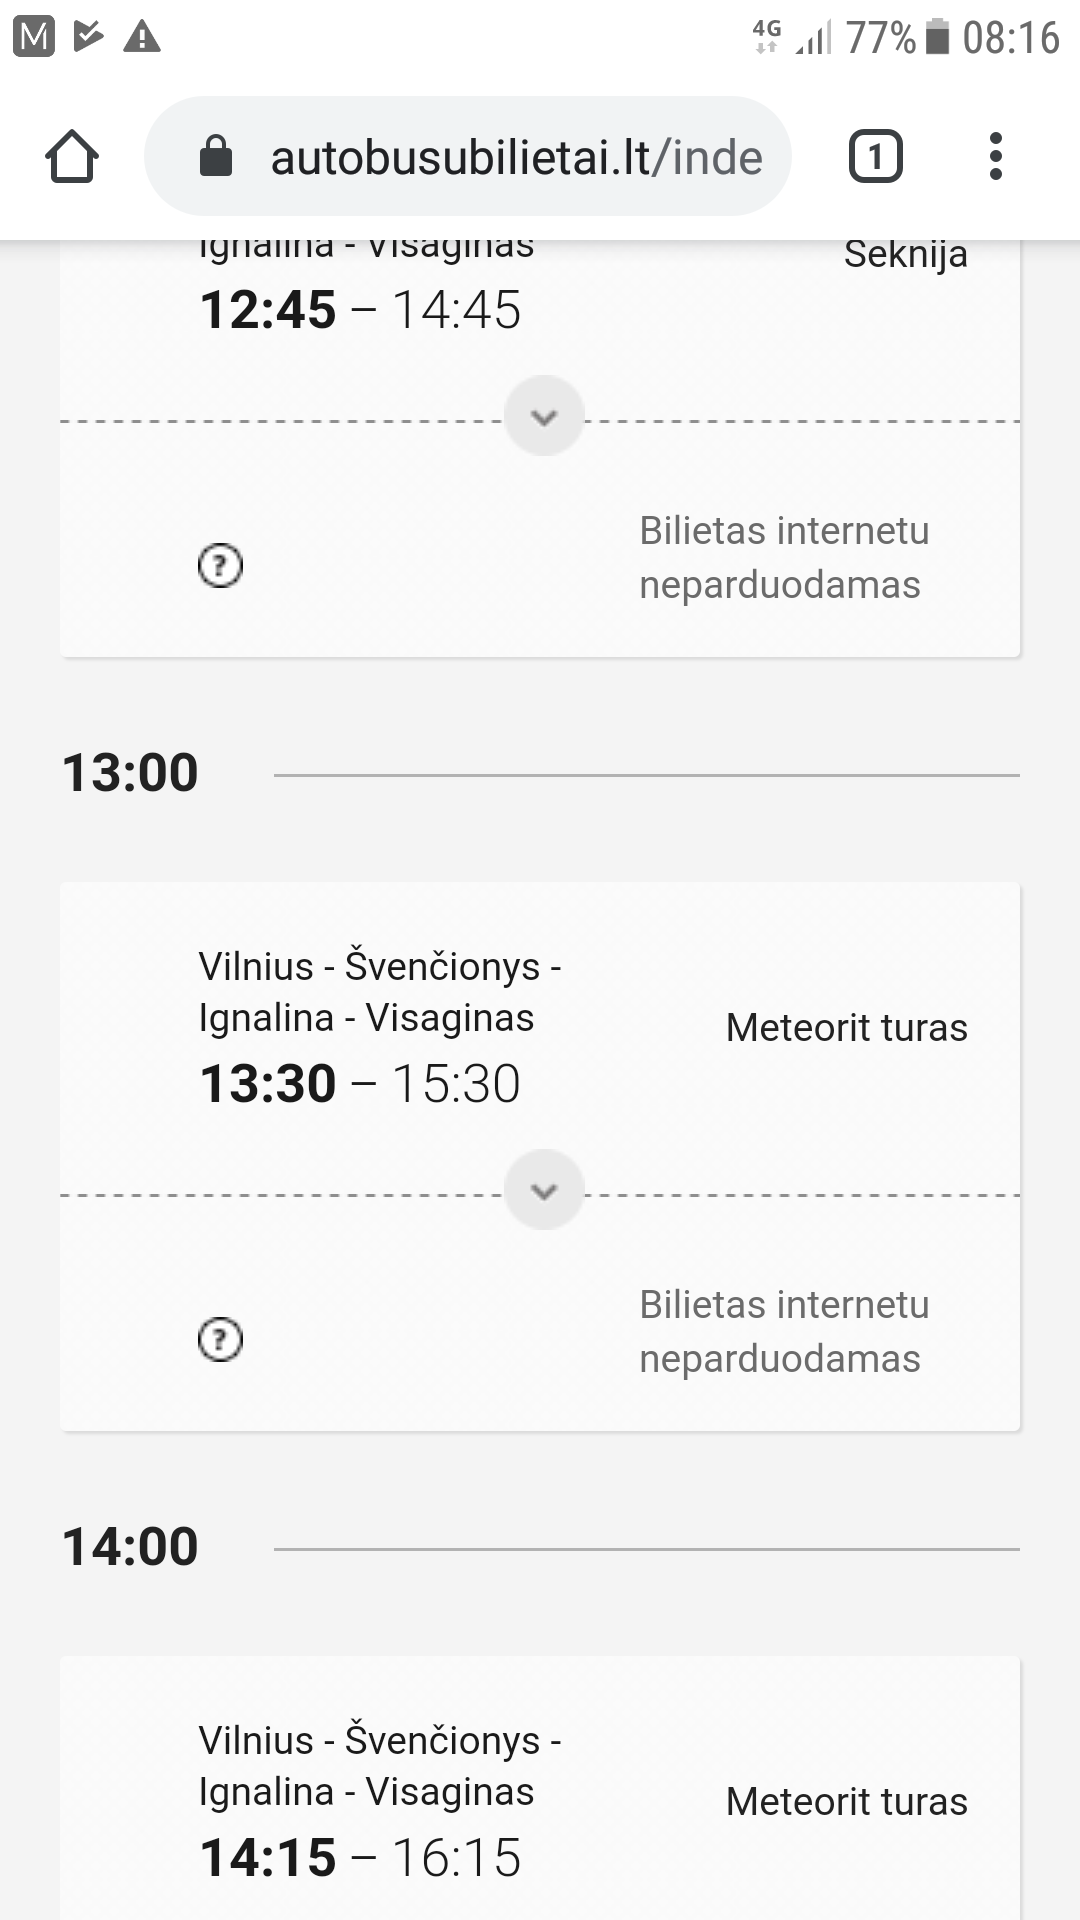 4G 77% 08:16
autobusubilietai.lt/inde
1
Ignalina - Visaginas
Seknija
12:45 – 14:45
Bilietas internetu
neparduodamas
13:00
Vilnius - Švenčionys -
Ignalina - Visaginas
Meteorit turas
13:30 – 15:30
Bilietas internetu
neparduodamas
14:00
Vilnius - Švenčionys -
Ignalina - Visaginas
Meteorit turas
14:15 – 16:15